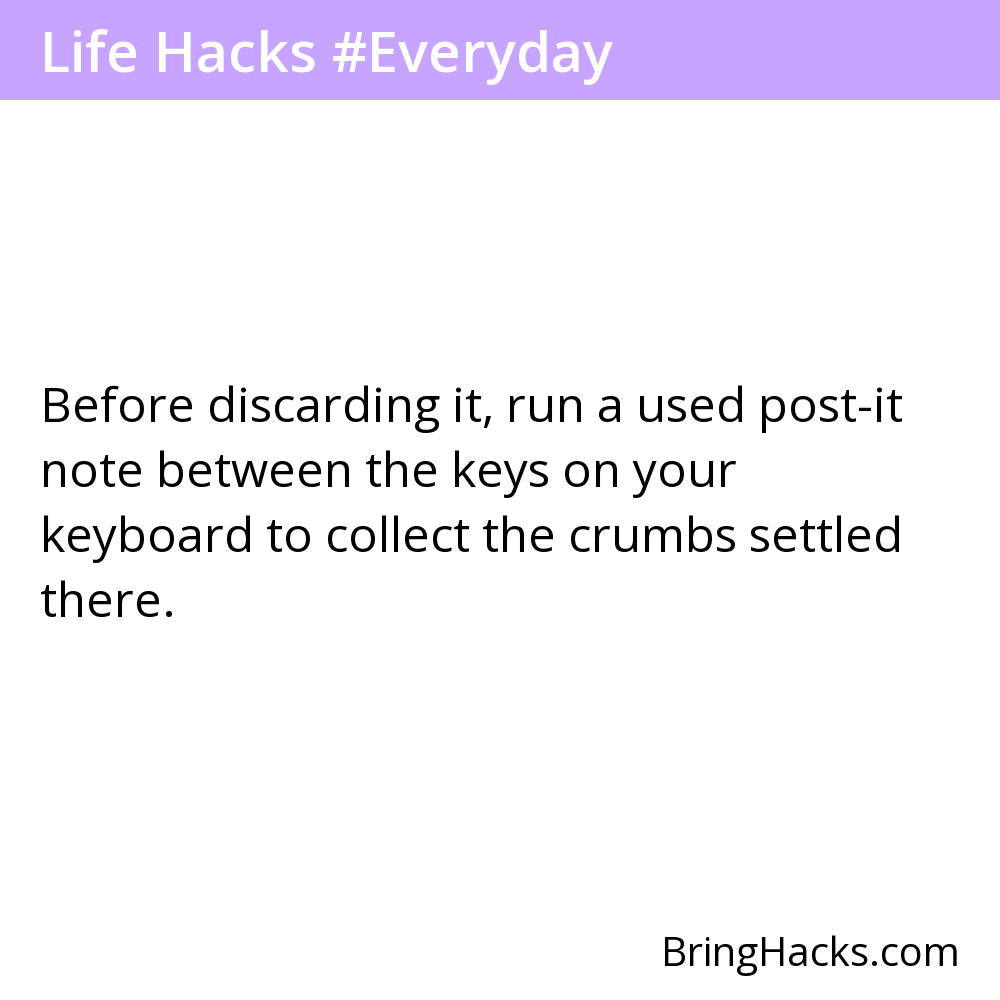 Life Hacks #Everyday
Before discarding it, run a used post-it
note between the keys on your
keyboard to collect the crumbs settled
there.
BringHacks.com